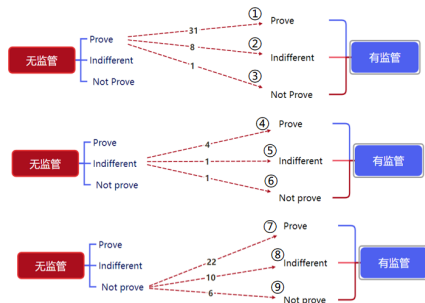 ① Prove
Prove 31
无监管 Indifferent 8 ② Indifferent 有监管
Not Prove 1 ③
Not Prove
④ Prove
Prove 4
无监管 Indifferent 1 ⑤ Indifferent 有监管
Not prove 1 ⑥
Not prove
⑦ Prove
Prove
无监管 Indifferent 22 ⑧ Indifferent 有监管
Not prove 10
6 ⑨ Not prove